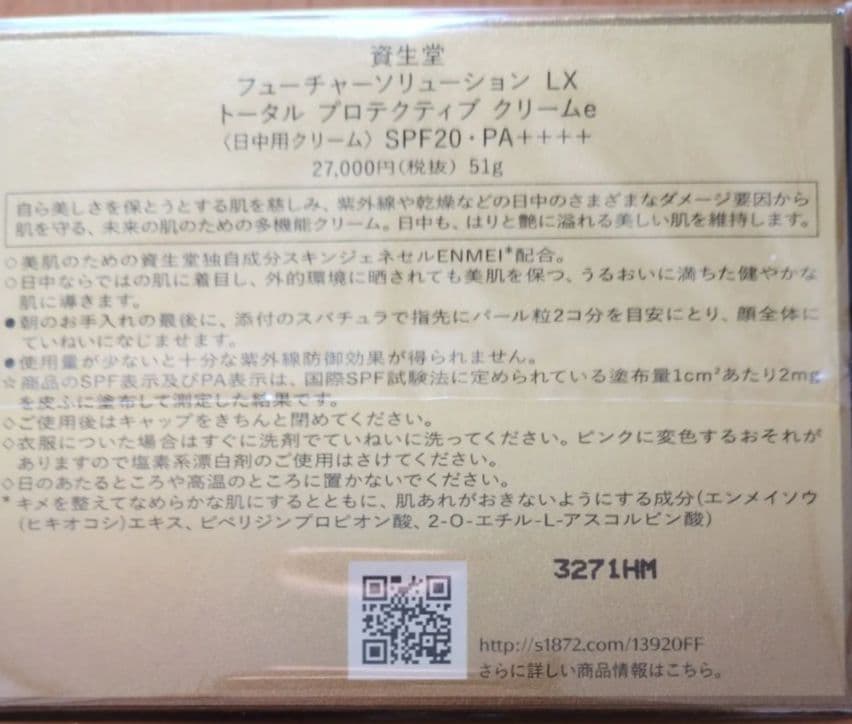 資生堂
フューチャーソリューション LX
トータル プロテクティブ クリームe
〈日中用クリーム〉 SPF20・PA++++
27,000円(税抜) 51g
自ら美しさを保とうとする肌を慈しみ、紫外線や乾燥などの日中のさまざまなダメージ要因から
肌を守る、未来の肌のための多機能クリーム。日中も、はりと艶に溢れる美しい肌を維持します。
◇美肌のための資生堂独自成分スキンジェネセルENMEI*配合。
◇日中ならではの肌に着目し、外的環境に晒されても美肌を保つ、うるおいに満ちた健やかな
肌に導きます。
●朝のお手入れの最後に、添付のスパチュラで指先にパール粒2コ分を目安にとり、顔全体に
ていねいになじませます。
●使用量が少ないと十分な紫外線防御効果が得られません。
☆商品のSPF表示及びPA表示は、国際SPF試験法に定められている塗布量1cm²あたり2mg
を皮ふに塗布して測定した結果です。
◇ご使用後はキャップをきちんと閉めてください。
◇衣服についた場合はすぐに洗剤でていねいに洗ってください。ピンクに変色するおそれが
ありますので塩素系漂白剤のご使用はさけてください。
◇日のあたるところや高温のところに置かないでください。
*キメを整えてなめらかな肌にするとともに、肌あれがおきないようにする成分(エンメイソウ
(ヒキオコシ)エキス、ピペリジンプロピオン酸、2-O-エチル-L-アスコルビン酸)
3271HM
http://s1872.com/13920FF
さらに詳しい商品情報はこちら。